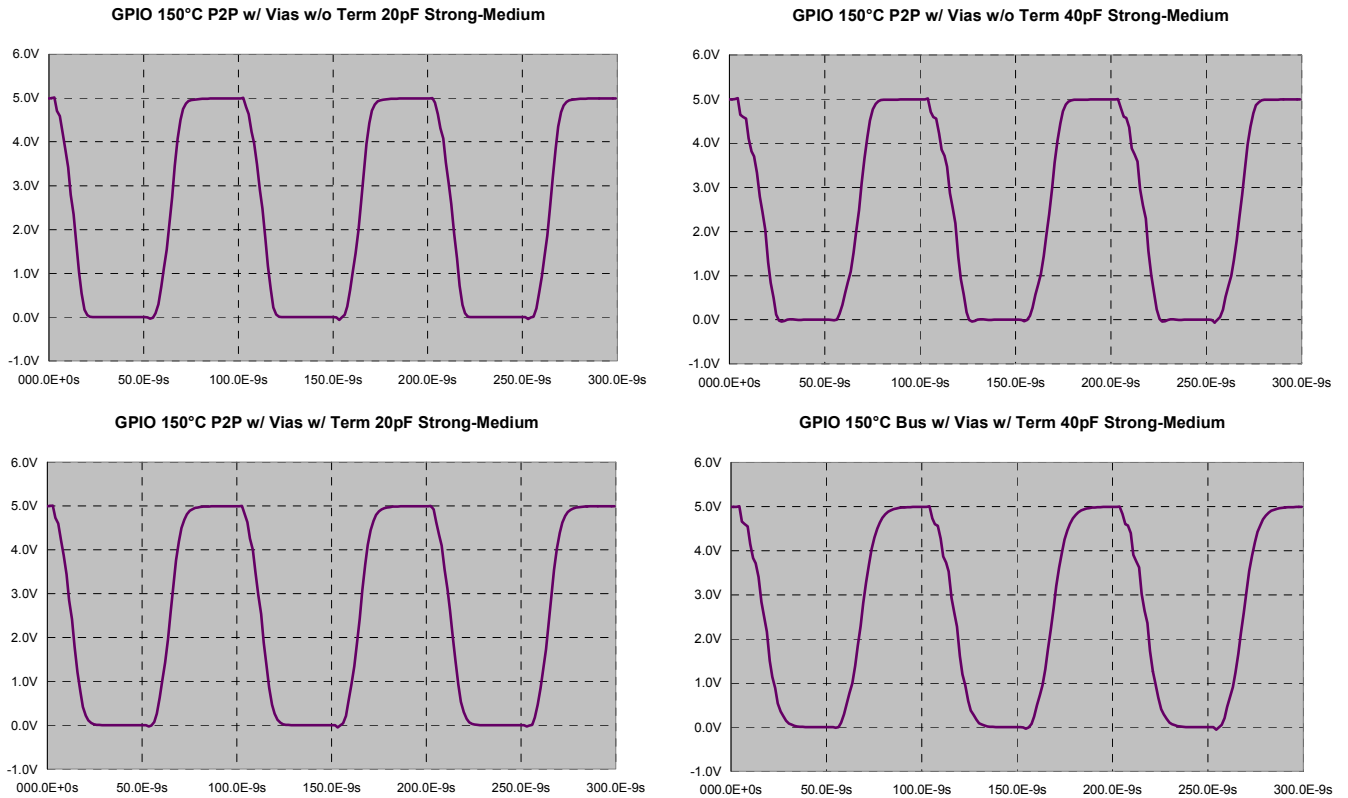 GPIO 150°C P2P w/ Vias w/o Term 20pF Strong-Medium
6.0V
5.0V
4.0V
3.0V
2.0V
1.0V
0.0V
-1.0V
000.0E+0s 50.0E-9s 100.0E-9s 150.0E-9s 200.0E-9s 250.0E-9s 300.0E-9s
GPIO 150°C P2P w/ Vias w/o Term 40pF Strong-Medium
6.0V
5.0V
4.0V
3.0V
2.0V
1.0V
0.0V
-1.0V
000.0E+0s 50.0E-9s 100.0E-9s 150.0E-9s 200.0E-9s 250.0E-9s 300.0E-9s
GPIO 150°C P2P w/ Vias w/ Term 20pF Strong-Medium
6.0V
5.0V
4.0V
3.0V
2.0V
1.0V
0.0V
-1.0V
000.0E+0s 50.0E-9s 100.0E-9s 150.0E-9s 200.0E-9s 250.0E-9s 300.0E-9s
GPIO 150°C Bus w/ Vias w/ Term 40pF Strong-Medium
6.0V
5.0V
4.0V
3.0V
2.0V
1.0V
0.0V
-1.0V
000.0E+0s 50.0E-9s 100.0E-9s 150.0E-9s 200.0E-9s 250.0E-9s 300.0E-9s